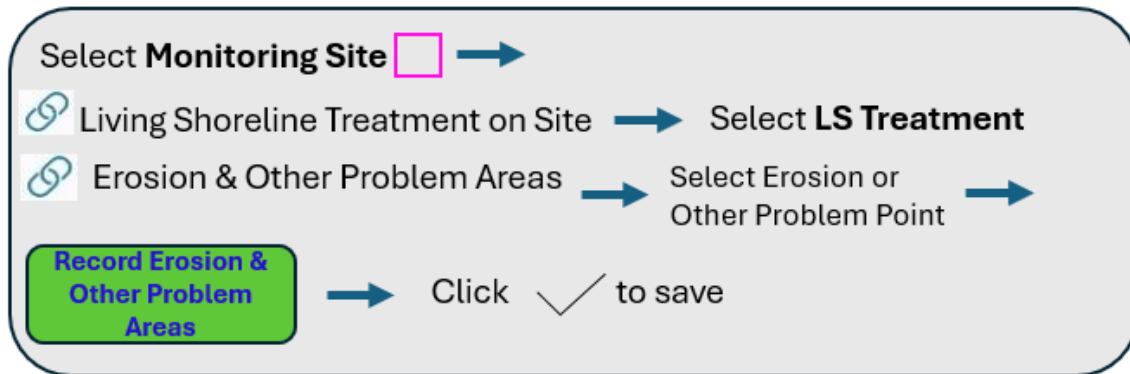 Select Monitoring Site
Living Shoreline Treatment on Site Select LS Treatment
Erosion & Other Problem Areas
Select Erosion or
Other Problem Point
Record Erosion &
Other Problem
Areas
Click to save